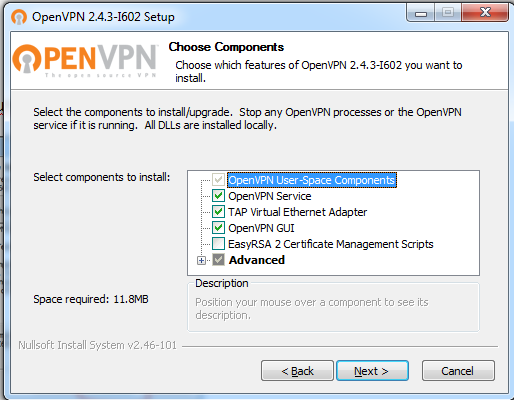 OpenVPN 2.4.3-I602 Setup
OPENVPN
The open source VPN
Choose Components
Choose which features of OpenVPN 2.4.3-I602 you want to
install.
Select the components to install/upgrade. Stop any OpenVPN processes or the OpenVPN
service if it is running. All DLLs are installed locally.
Select components to install:
OpenVPN User-Space Components
OpenVPN Service
TAP Virtual Ethernet Adapter
OpenVPN GUI
EasyRSA 2 Certificate Management Scripts
Advanced
Space required: 11.8MB
Description
Position your mouse over a component to see its
description.
Nullsoft Install System v2.46-101
< Back
Next >
Cancel